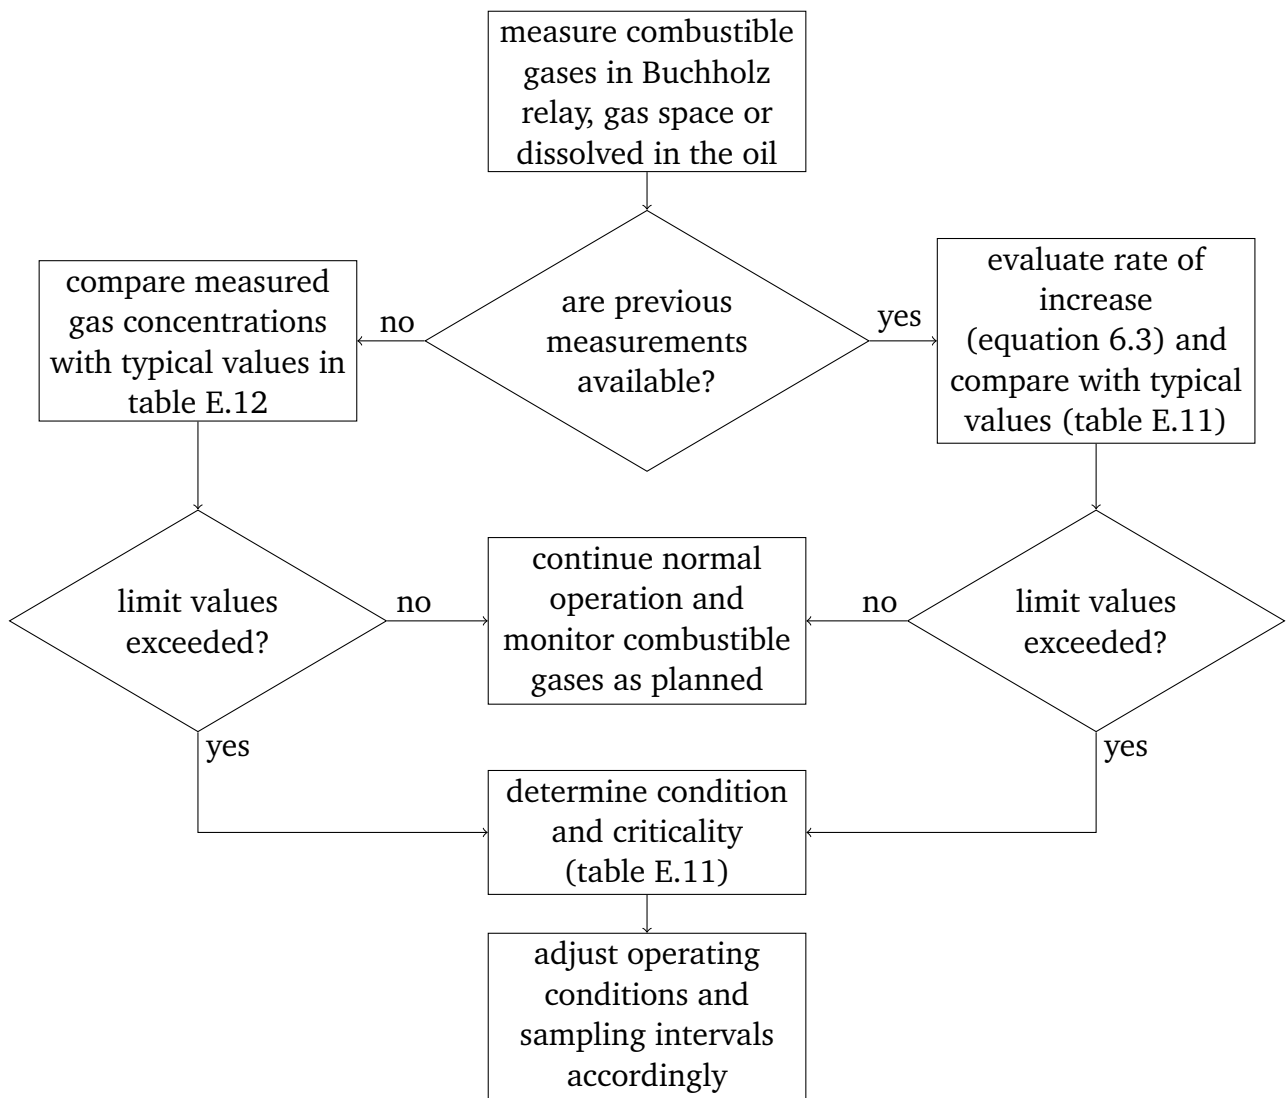 measure combustible
gases in Buchholz
relay, gas space or
dissolved in the oil
are previous
measurements
available?
no
yes
compare measured
gas concentrations
with typical values in
table E.12
evaluate rate of
increase
(equation 6.3) and
compare with typical
values (table E.11)
limit values
exceeded?
no
continue normal
operation and
monitor combustible
gases as planned
no
limit values
exceeded?
yes
yes
determine condition
and criticality
(table E.11)
adjust operating
conditions and
sampling intervals
accordingly